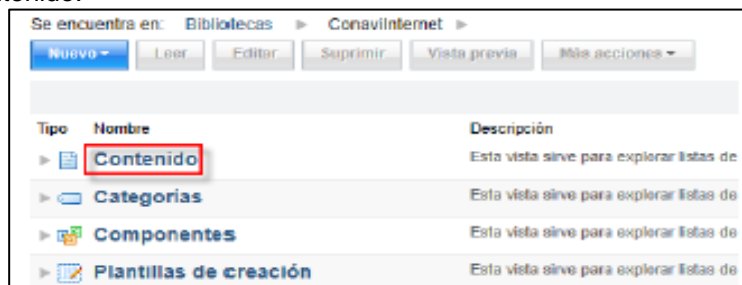 Se encuentra en: Bibliotecas ConaviInternet
Nuevo Leer Editar Suprimir Vista previa Más acciones
Tipo Nombre Descripción
Contenido Esta vista sirve para explorar listas de
Categorías Esta vista sirve para explorar listas de
Componentes Esta vista sirve para explorar listas de
Plantillas de creación Esta vista sirve para explorar listas de